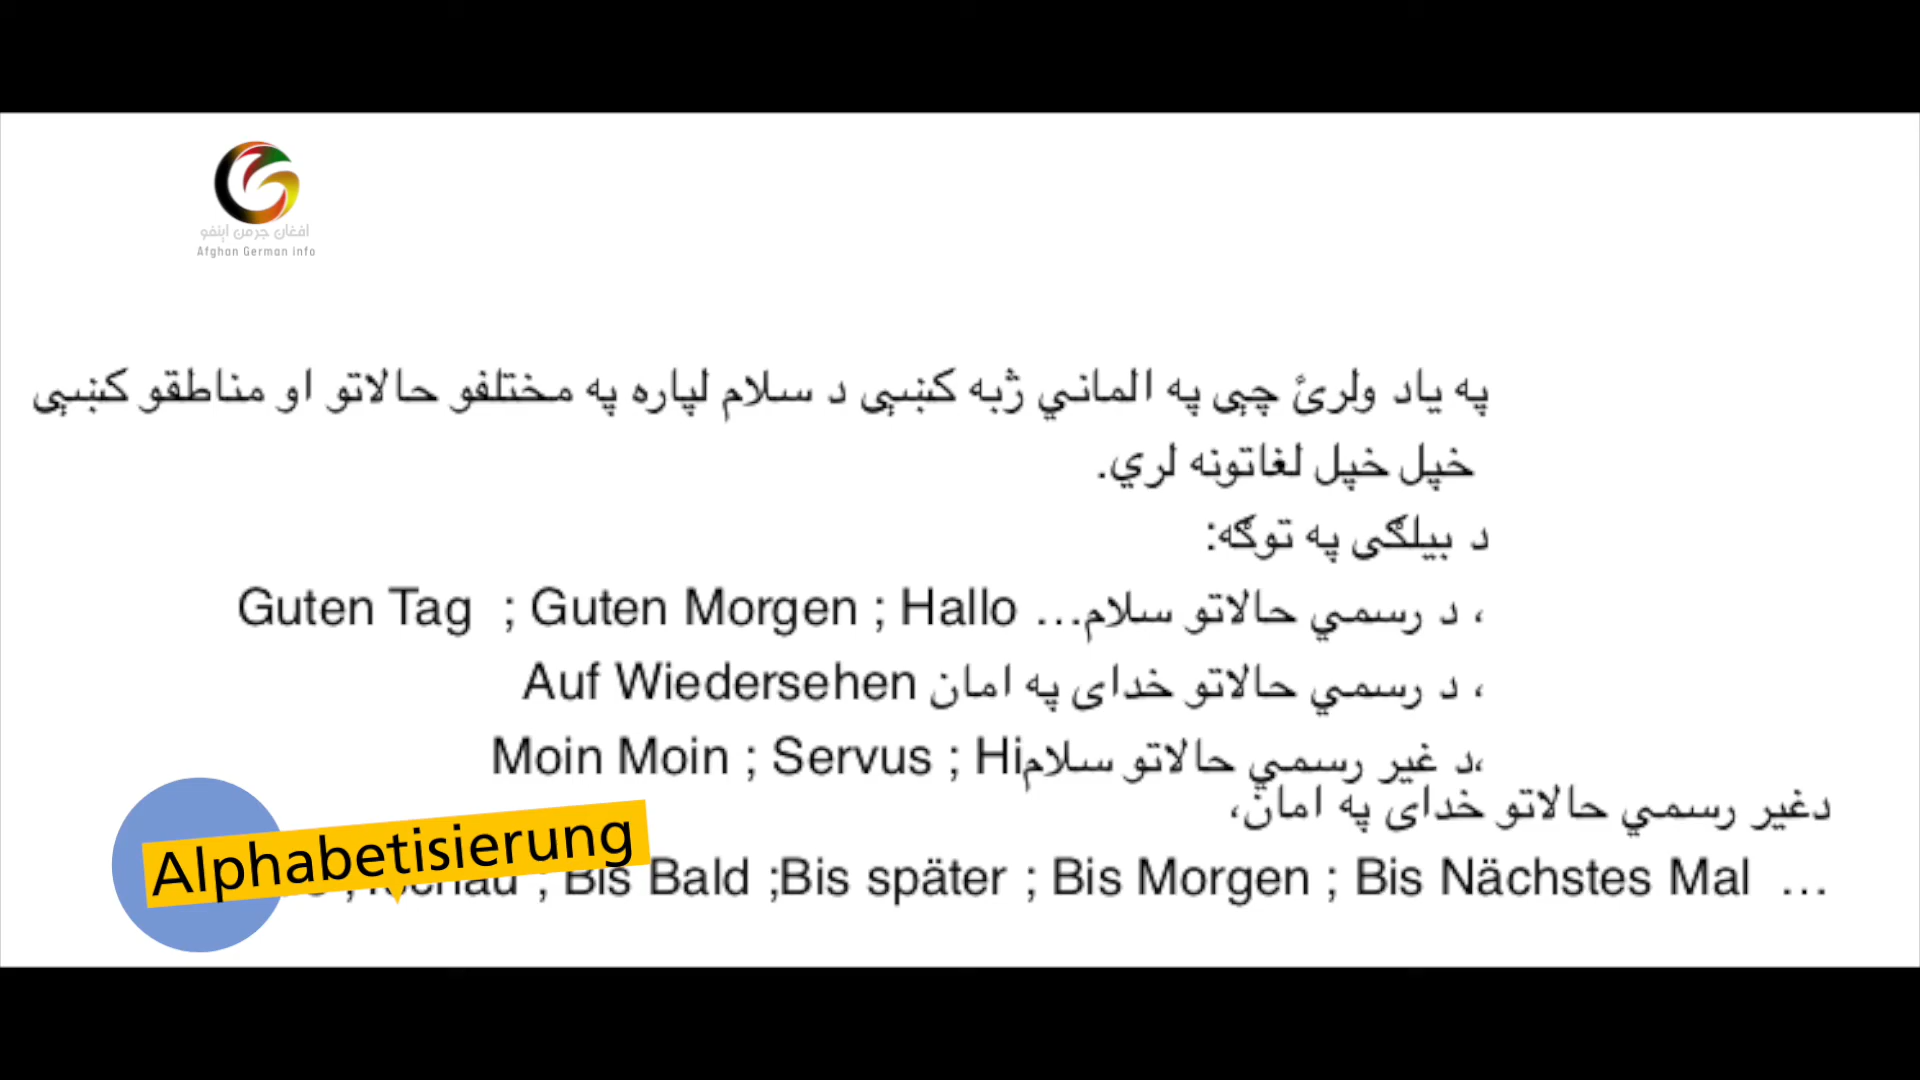 افغان جرمن اینفو
Afghan German info
په یاد ولرئ چې په الماني ژبه کښې د سلام لپاره په مختلفو حالاتو او مناطقو کښې
خپل خپل لغاتونه لري.
د بیلګی په توګه:
، د رسمي حالاتو سلام... Guten Tag ; Guten Morgen ; Hallo
، د رسمي حالاتو خدای په امان Auf Wiedersehen
،د غیر رسمي حالاتو سلام Moin Moin ; Servus ; Hi
دغیر رسمي حالاتو خدای په امان،
; Bis Bald ;Bis später ; Bis Morgen ; Bis Nächstes Mal ...
Alphabetisierung